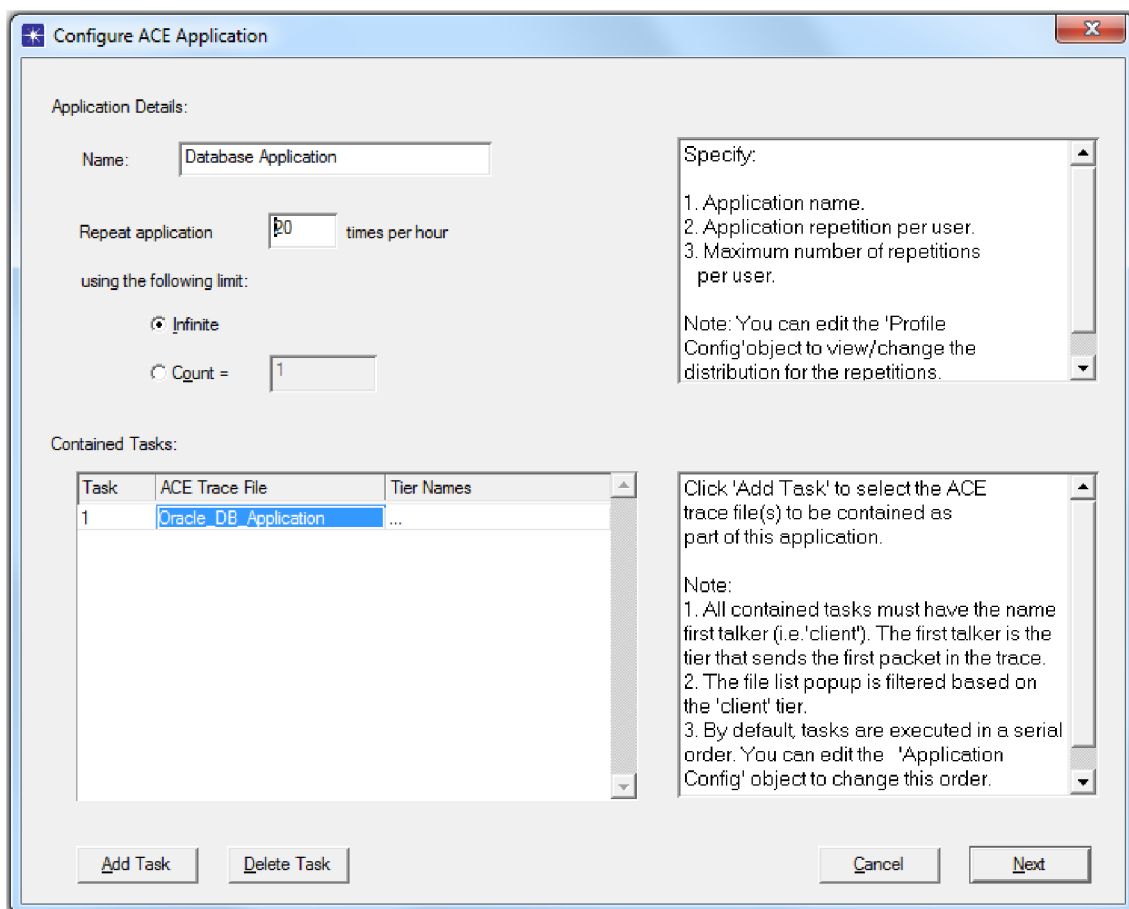 Configure ACE Application
Application Details:
Name:
Database Application
Repeat application
20
times per hour
using the following limit:
Infinite
Count =
1
Specify:
1. Application name.
2. Application repetition per user.
3. Maximum number of repetitions
per user.
Note: You can edit the 'Profile
Config'object to view/change the
distribution for the repetitions.
Contained Tasks:
Task ACE Trace File Tier Names
1 Oracle_DB_Application ...
Click 'Add Task' to select the ACE
trace file(s) to be contained as
part of this application.
Note:
1. All contained tasks must have the name
first talker (i.e.'client'). The first talker is the
tier that sends the first packet in the trace.
2. The file list popup is filtered based on
the 'client' tier.
3. By default, tasks are executed in a serial
order. You can edit the 'Application
Config' object to change this order.
Add Task
Delete Task
Cancel
Next